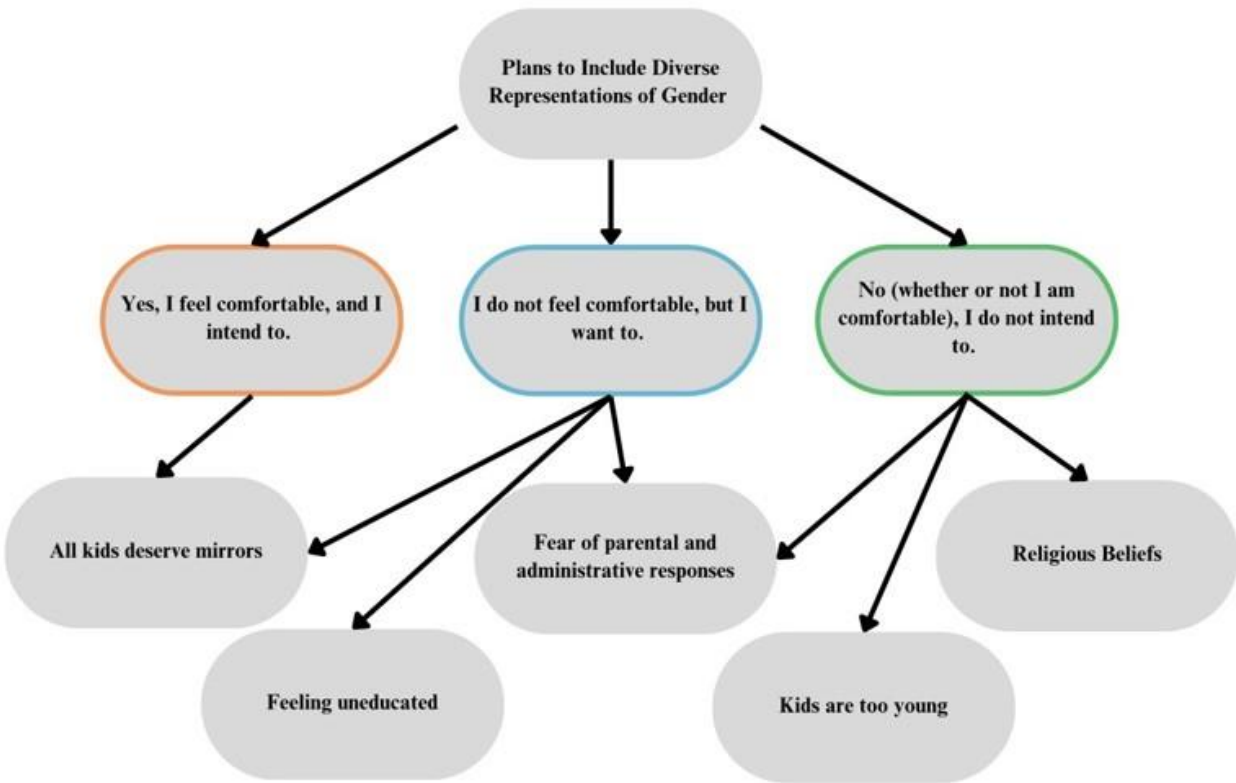 Plans to Include Diverse
Representations of Gender
Yes, I feel comfortable, and I
intend to.
I do not feel comfortable, but I
want to.
No (whether or not I am
comfortable), I do not intend
to.
All kids deserve mirrors
Fear of parental and
administrative responses
Religious Beliefs
Feeling uneducated
Kids are too young